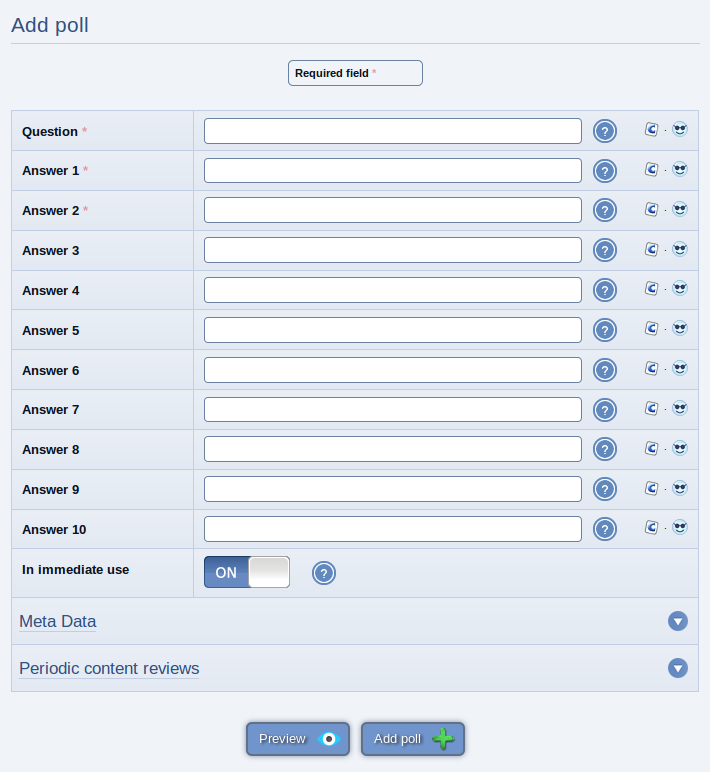 Add poll
Required field *
Question *
Answer 1 *
Answer 2 *
Answer 3
Answer 4
Answer 5
Answer 6
Answer 7
Answer 8
Answer 9
Answer 10
In immediate use ON
Meta Data
Periodic content reviews
Preview Add poll